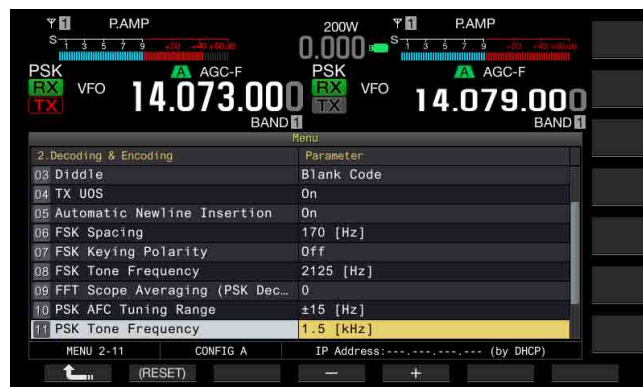 1 P.AMP 200W 1 P.AMP
S 1 3 5 7 9 +20 +40 +60dB 0.000 S 1 3 5 7 9 +20 +40 +60dB
PSK A AGC-F PSK A AGC-F
RX VFO 14.073.000 RX VFO 14.079.000
TX TX
BAND 1 BAND 1
Menu
2.Decoding & Encoding Parameter
03 Diddle Blank Code
04 TX UOS On
05 Automatic Newline Insertion On
06 FSK Spacing 170 [Hz]
07 FSK Keying Polarity Off
08 FSK Tone Frequency 2125 [Hz]
09 FFT Scope Averaging (PSK Dec... 0
10 PSK AFC Tuning Range ±15 [Hz]
11 PSK Tone Frequency 1.5 [kHz]
MENU 2-11 CONFIG A IP Address:---.---.---.--- (by DHCP)
(RESET) − +